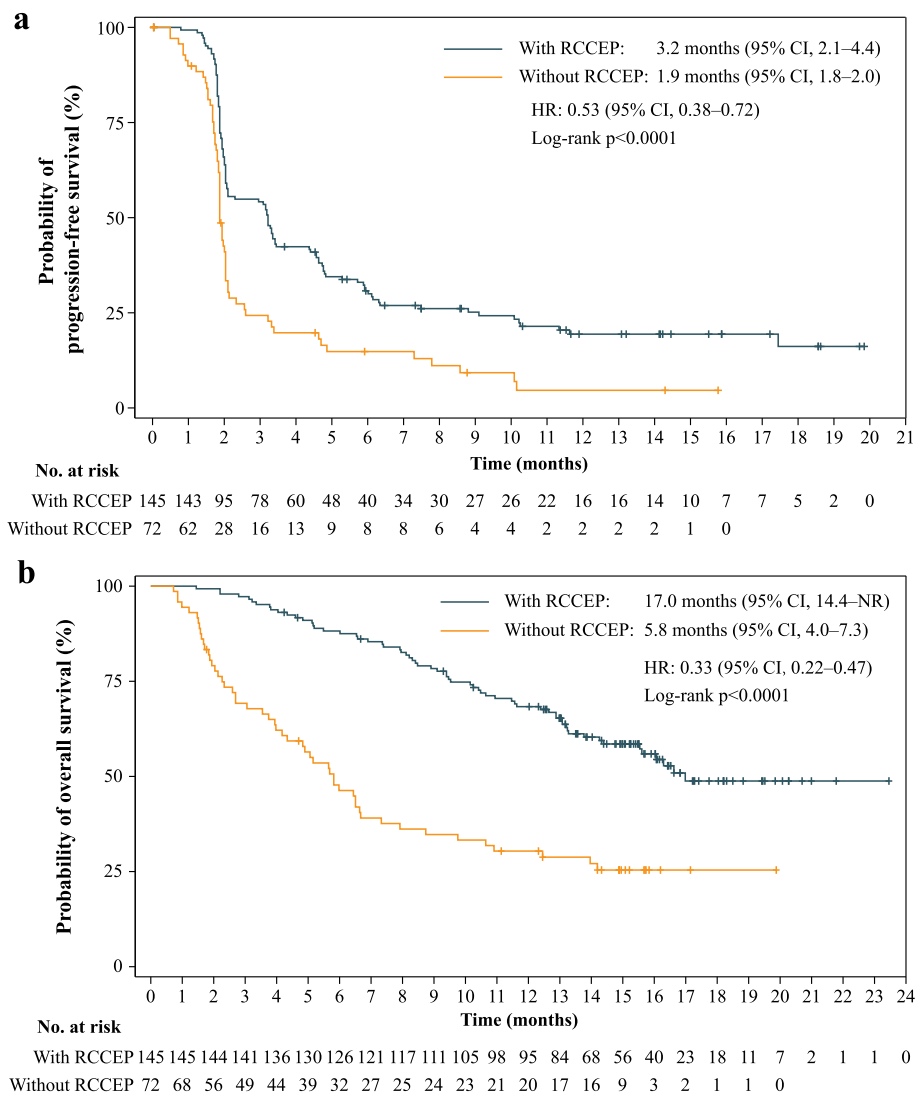 a
100
75
50
25
0
Probability of
progression-free survival (%)
With RCCEP: 3.2 months (95% CI, 2.1–4.4)
Without RCCEP: 1.9 months (95% CI, 1.8–2.0)
HR: 0.53 (95% CI, 0.38–0.72)
Log-rank p<0.0001
0 1 2 3 4 5 6 7 8 9 10 11 12 13 14 15 16 17 18 19 20 21
Time (months)
No. at risk
With RCCEP 145 143 95 78 60 48 40 34 30 27 26 22 16 16 14 10 7 7 5 2 0
Without RCCEP 72 62 28 16 13 9 8 8 6 4 4 2 2 2 2 1 0
b
100
75
50
25
0
Probability of overall survival (%)
With RCCEP: 17.0 months (95% CI, 14.4–NR)
Without RCCEP: 5.8 months (95% CI, 4.0–7.3)
HR: 0.33 (95% CI, 0.22–0.47)
Log-rank p<0.0001
0 1 2 3 4 5 6 7 8 9 10 11 12 13 14 15 16 17 18 19 20 21 22 23 24
Time (months)
No. at risk
With RCCEP 145 145 144 141 136 130 126 121 117 111 105 98 95 84 68 56 40 23 18 11 7 2 1 1 0
Without RCCEP 72 68 56 49 44 39 32 27 25 24 23 21 20 17 16 9 3 2 1 1 0